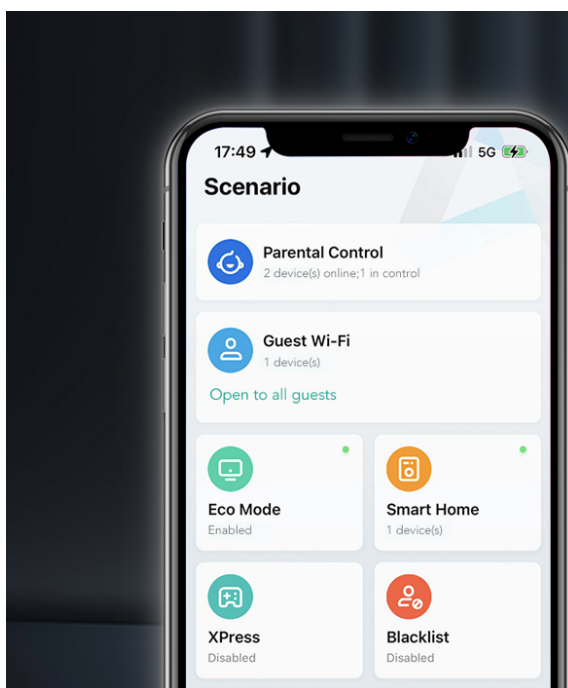 17:49
5G
Scenario
Parental Control
2 device(s) online;1 in control
Guest Wi-Fi
1 device(s)
Open to all guests
Eco Mode
Enabled
Smart Home
1 device(s)
XPress
Disabled
Blacklist
Disabled